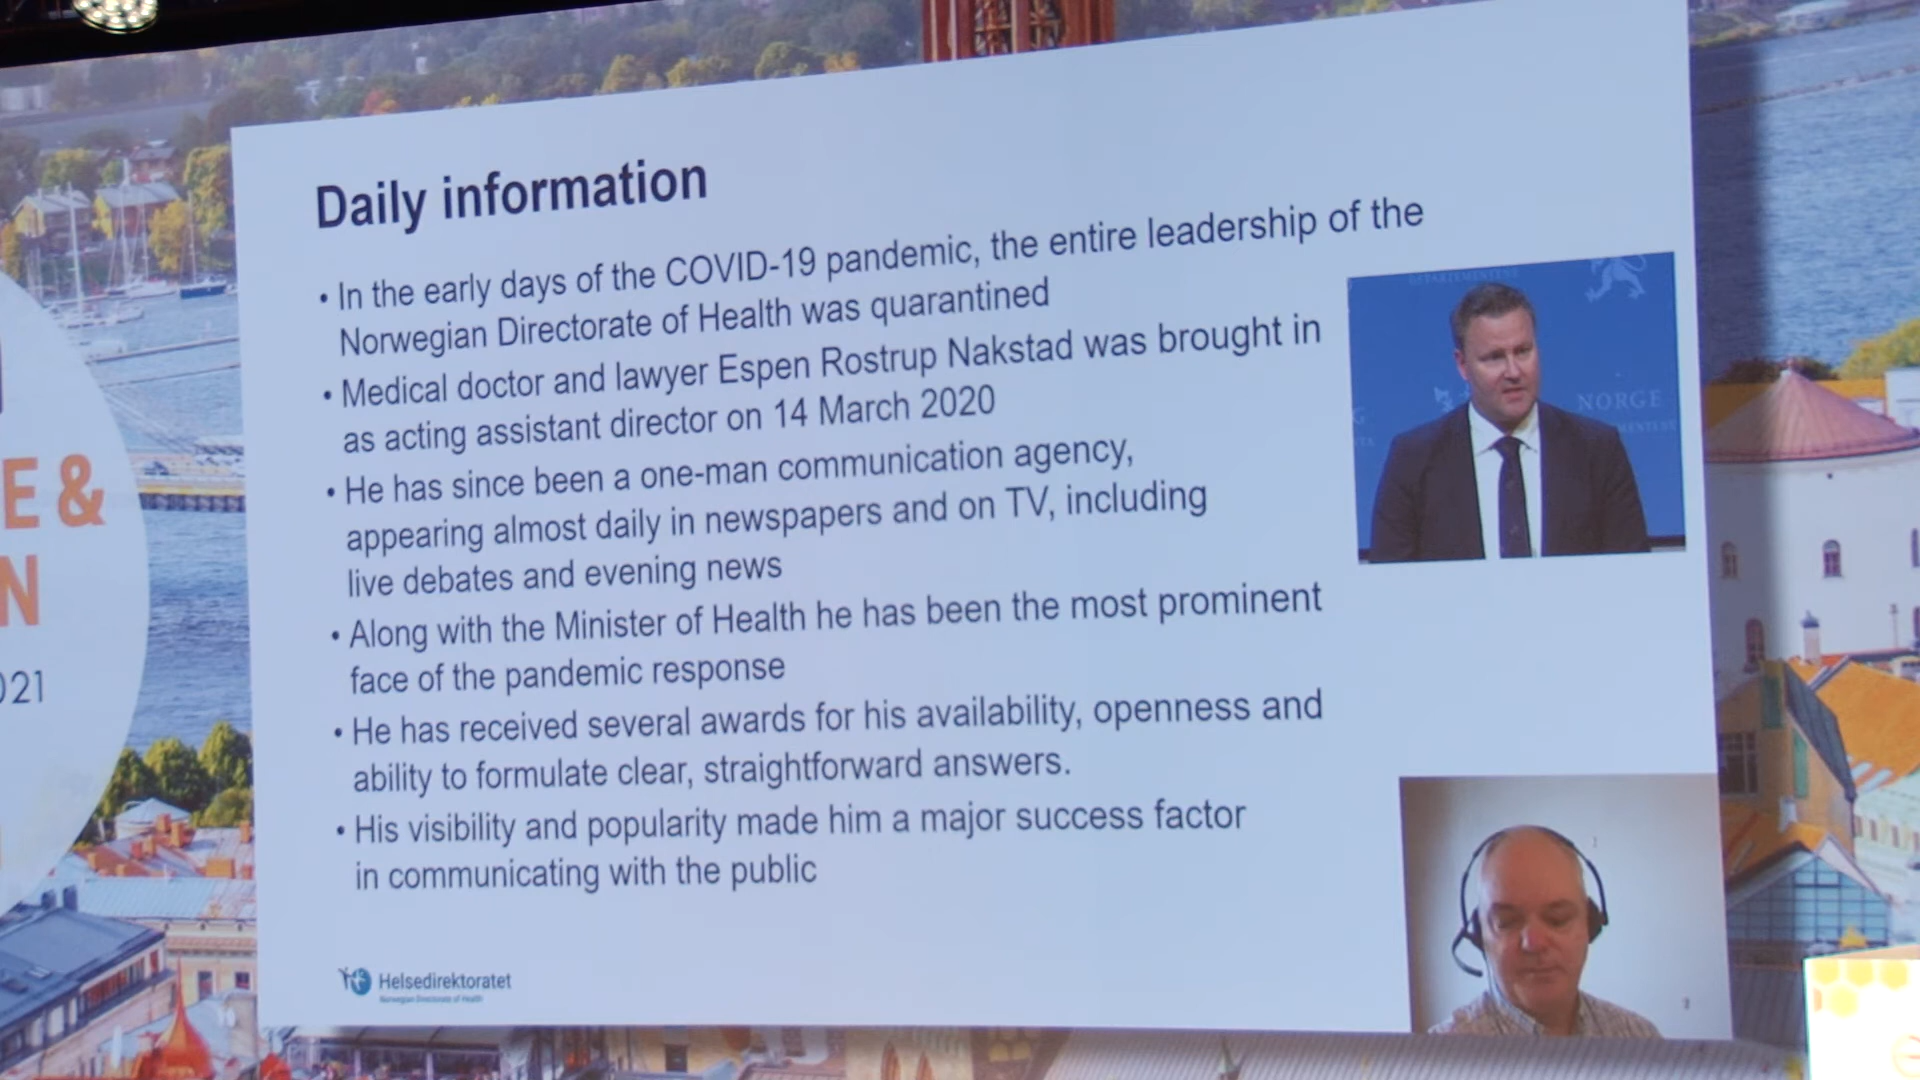 Daily information
• In the early days of the COVID-19 pandemic, the entire leadership of the
Norwegian Directorate of Health was quarantined
• Medical doctor and lawyer Espen Rostrup Nakstad was brought in
as acting assistant director on 14 March 2020
• He has since been a one-man communication agency,
appearing almost daily in newspapers and on TV, including
live debates and evening news
• Along with the Minister of Health he has been the most prominent
face of the pandemic response
• He has received several awards for his availability, openness and
ability to formulate clear, straightforward answers.
• His visibility and popularity made him a major success factor
in communicating with the public
Helsedirektoratet
Norwegian Directorate of Health
NORGE
E &
N
021